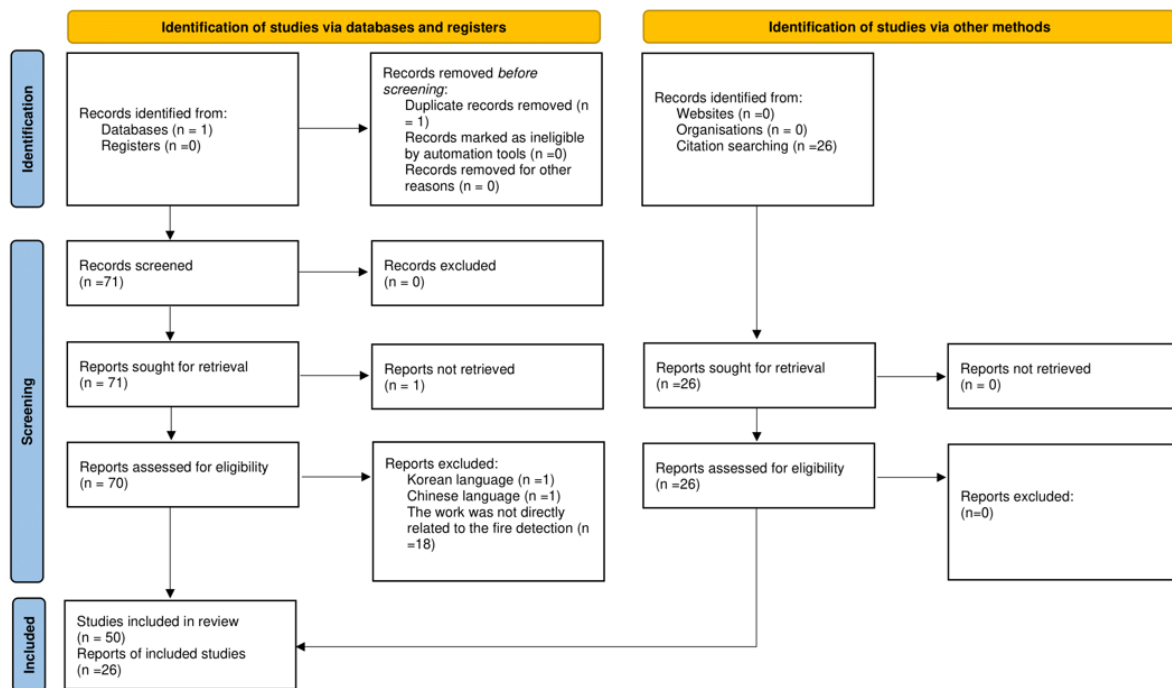 Identification of studies via databases and registers
Identification of studies via other methods
Identification
Records identified from:
Databases (n = 1)
Registers (n =0)
Records removed before
screening:
Duplicate records removed (n
= 1)
Records marked as ineligible
by automation tools (n =0)
Records removed for other
reasons (n = 0)
Records identified from:
Websites (n =0)
Organisations (n = 0)
Citation searching (n =26)
Screening
Records screened
(n =71)
Records excluded
(n = 0)
Reports sought for retrieval
(n = 71)
Reports not retrieved
(n = 1)
Reports sought for retrieval
(n =26)
Reports not retrieved
(n = 0)
Reports assessed for eligibility
(n = 70)
Reports excluded:
Korean language (n =1)
Chinese language (n =1)
The work was not directly
related to the fire detection (n
=18)
Reports assessed for eligibility
(n =26)
Reports excluded:
(n=0)
Included
Studies included in review
(n = 50)
Reports of included studies
(n =26)